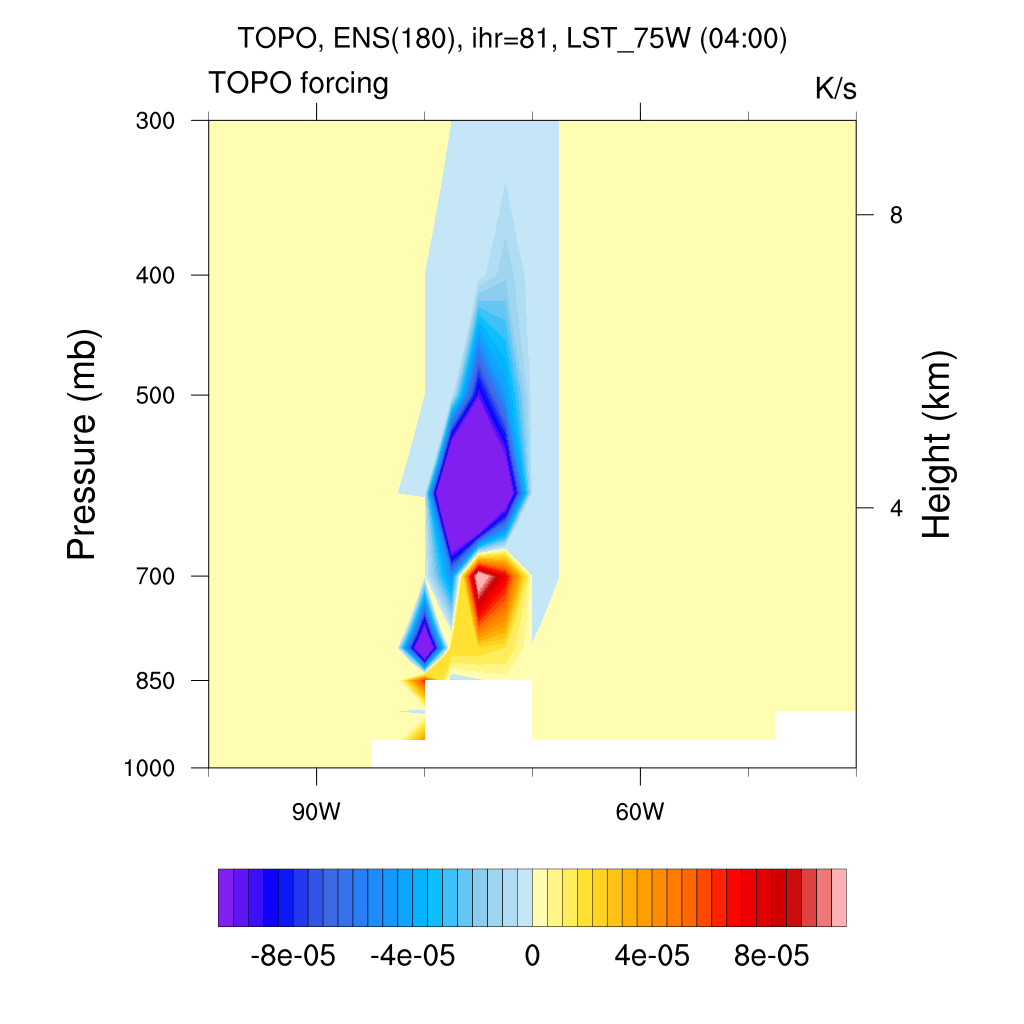 TOPO, ENS(180), ihr=81, LST_75W (04:00)
TOPO forcing
K/s
300
400
500
700
850
1000
Pressure (mb)
8
4
Height (km)
90W
60W
-8e-05
-4e-05
0
4e-05
8e-05